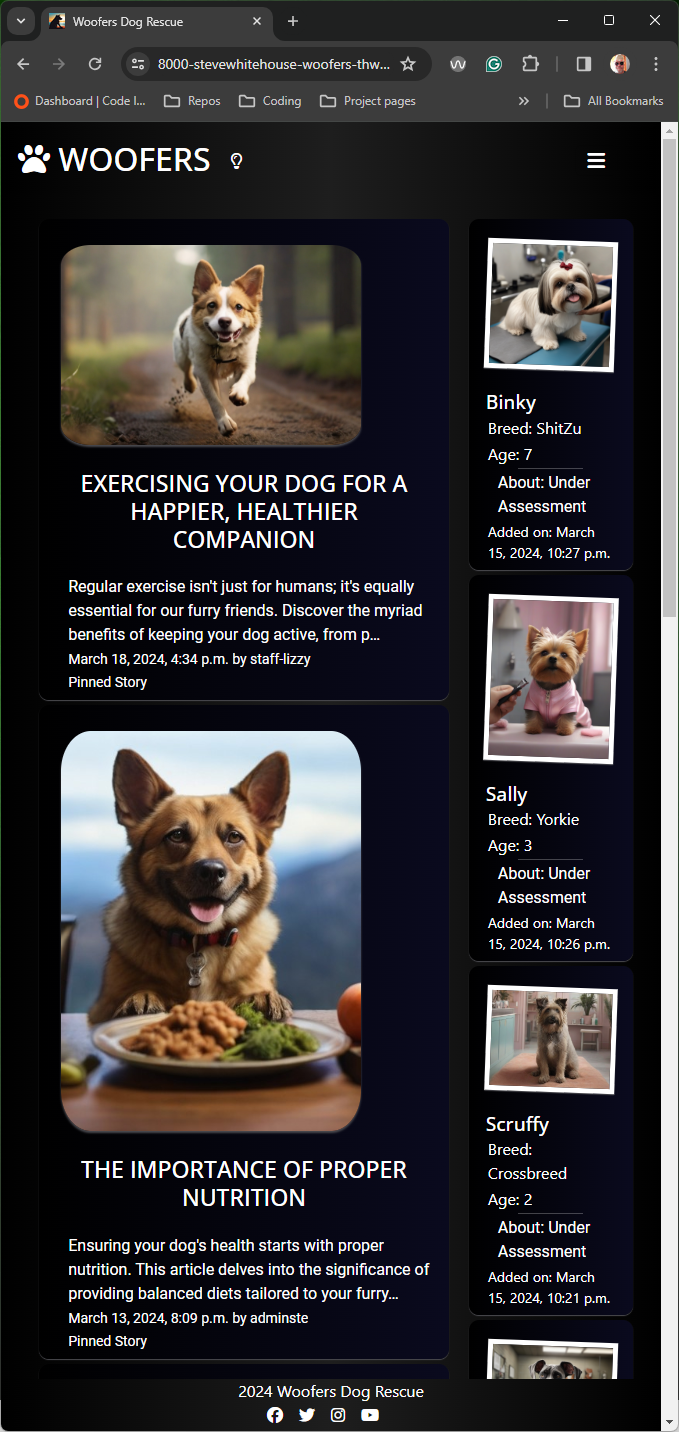 Woofers Dog Rescue
8000-stevewhitehouse-woofers-thw...
Dashboard | Code I...
Repos
Coding
Project pages
All Bookmarks
WOOFERS
EXERCISING YOUR DOG FOR A
HAPPIER, HEALTHIER
COMPANION
Regular exercise isn't just for humans; it's equally
essential for our furry friends. Discover the myriad
benefits of keeping your dog active, from p…
March 18, 2024, 4:34 p.m. by staff-lizzy
Pinned Story
THE IMPORTANCE OF PROPER
NUTRITION
Ensuring your dog's health starts with proper
nutrition. This article delves into the significance of
providing balanced diets tailored to your furry…
March 13, 2024, 8:09 p.m. by adminste
Pinned Story
Binky
Breed: ShitZu
Age: 7
About: Under
Assessment
Added on: March
15, 2024, 10:27 p.m.
Sally
Breed: Yorkie
Age: 3
About: Under
Assessment
Added on: March
15, 2024, 10:26 p.m.
Scruffy
Breed:
Crossbreed
Age: 2
About: Under
Assessment
Added on: March
15, 2024, 10:21 p.m.
2024 Woofers Dog Rescue